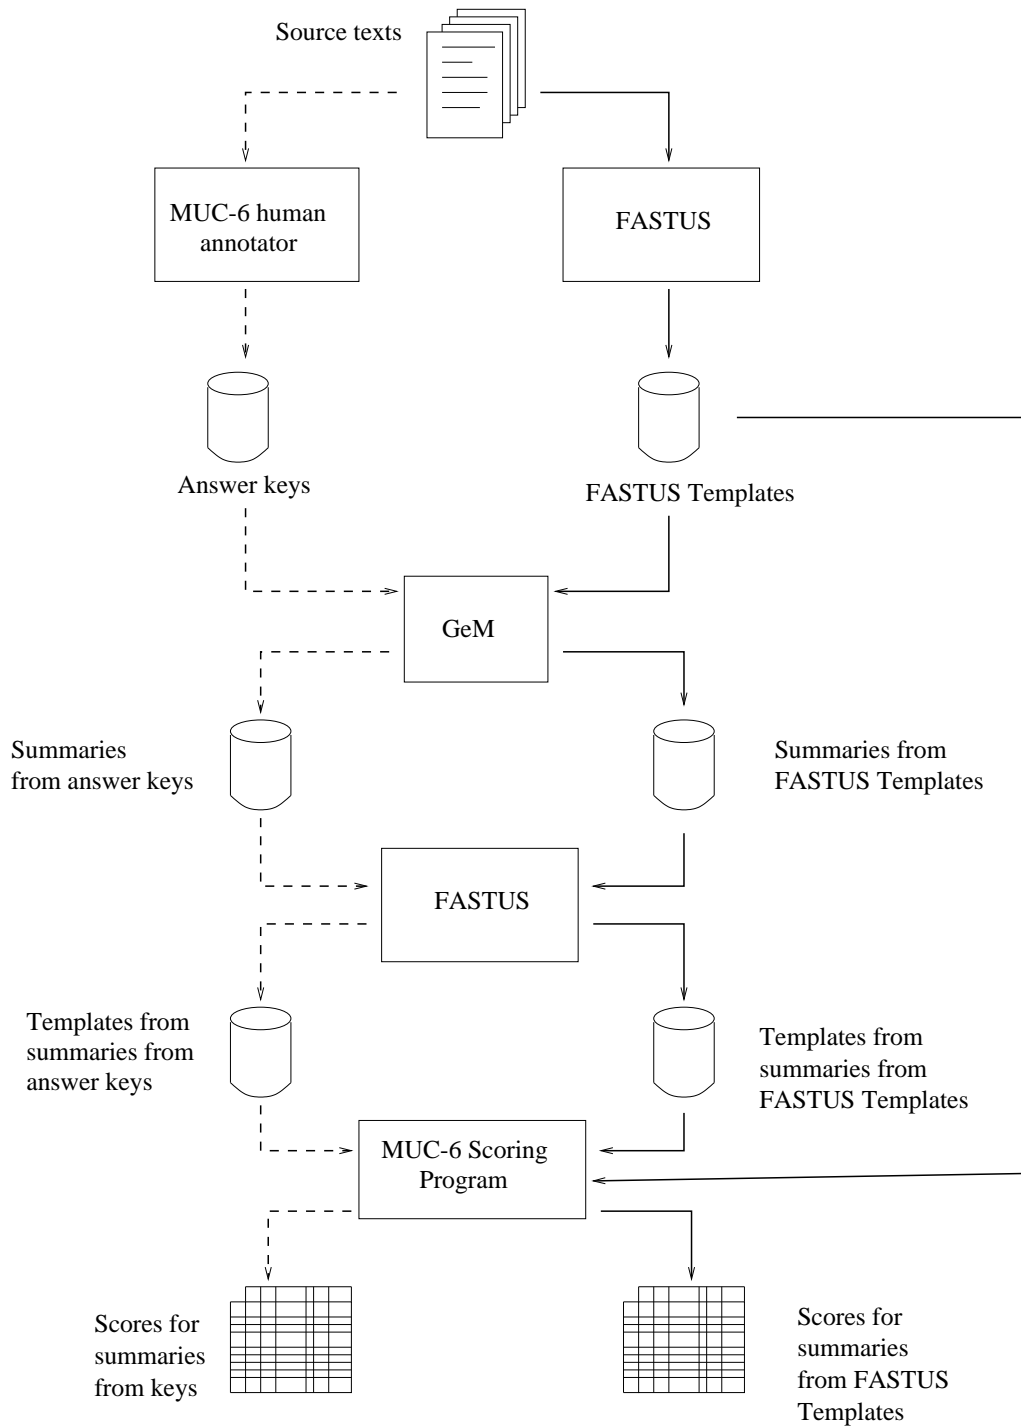 Source texts
MUC-6 human
annotator
FASTUS
Answer keys
FASTUS Templates
GeM
Summaries
from answer keys
Summaries from
FASTUS Templates
FASTUS
Templates from
summaries from
answer keys
Templates from
summaries from
FASTUS Templates
MUC-6 Scoring
Program
Scores for
summaries
from keys
Scores for
summaries
from FASTUS
Templates